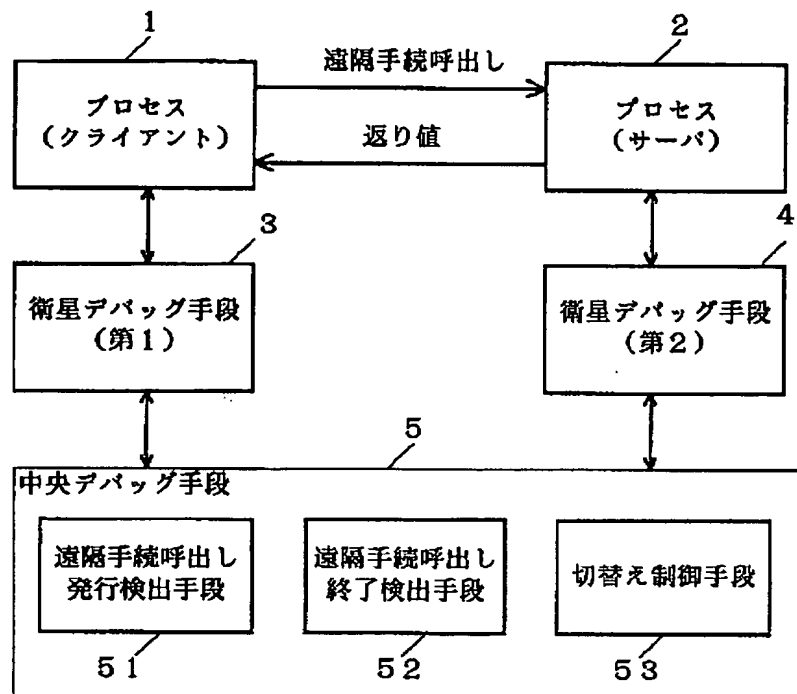 1
2
遠隔手続呼出し
プロセス
(クライアント)
プロセス
(サーバ)
返り値
3
4
衛星デバッグ手段
(第1)
衛星デバッグ手段
(第2)
5
中央デバッグ手段
遠隔手続呼出し
発行検出手段
遠隔手続呼出し
終了検出手段
切替え制御手段
51
52
53